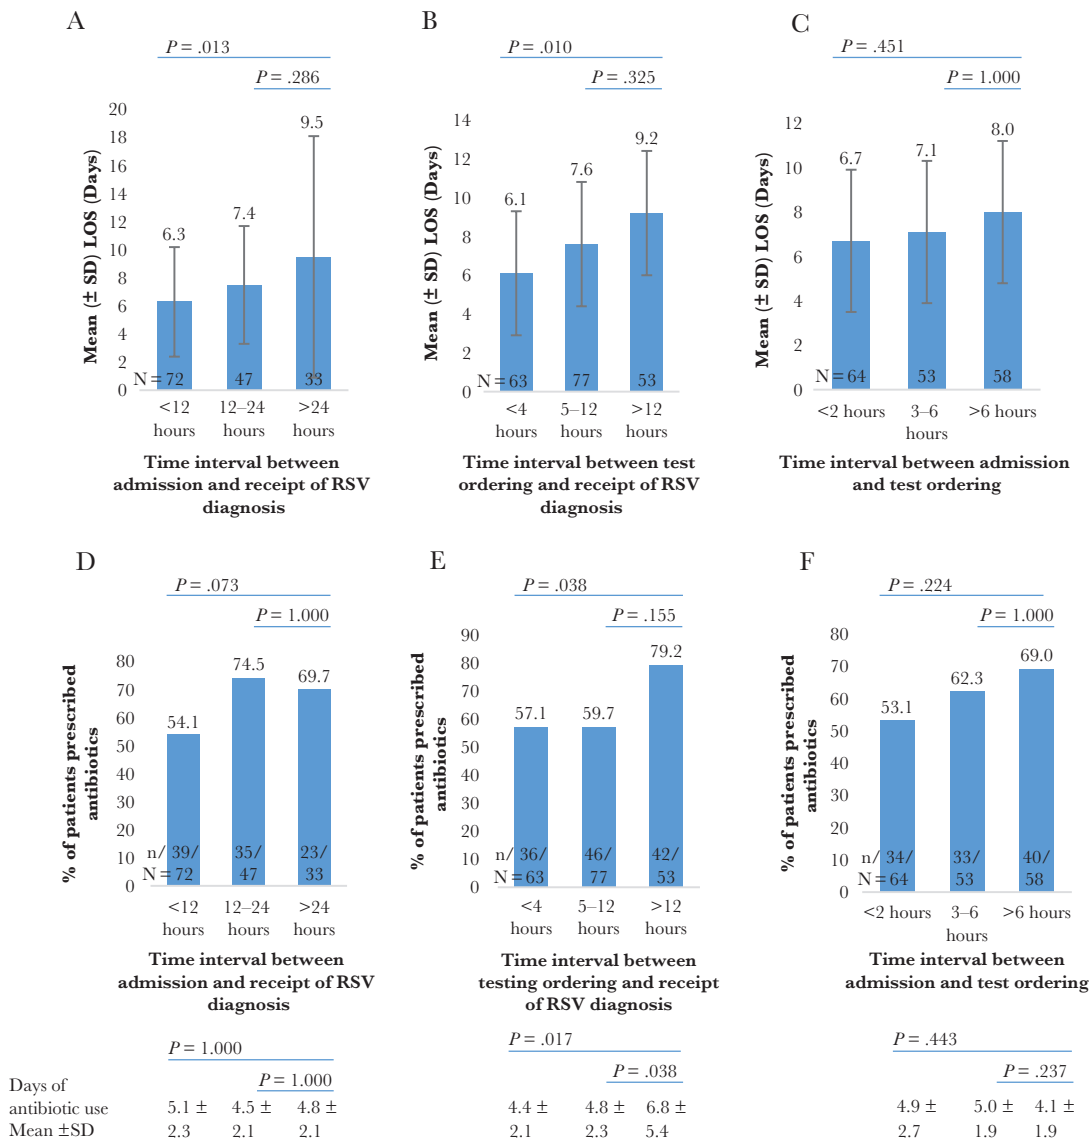 A
P = .013
P = .286
Mean (± SD) LOS (Days)
20
18
16
14
12
10
8
6
4
2
0
6.3
7.4
9.5
N = 72
47
33
<12 hours
12–24 hours
>24 hours
Time interval between
admission and receipt of RSV
diagnosis
B
P = .010
P = .325
Mean (± SD) LOS (Days)
14
12
10
8
6
4
2
0
6.1
7.6
9.2
N = 63
77
53
<4 hours
5–12 hours
>12 hours
Time interval between test
ordering and receipt of RSV
diagnosis
C
P = .451
P = 1.000
Mean (± SD) LOS (Days)
12
10
8
6
4
2
0
6.7
7.1
8.0
N = 64
53
58
<2 hours
3–6 hours
>6 hours
Time interval between admission
and test ordering
D
P = .073
P = 1.000
% of patients prescribed
antibiotics
80
70
60
50
40
30
20
10
0
54.1
74.5
69.7
n/ 39/ 35/ 23/
N = 72 47 33
<12 hours
12–24 hours
>24 hours
Time interval between
admission and receipt of RSV
diagnosis
E
P = .038
P = .155
% of patients prescribed
antibiotics
90
80
70
60
50
40
30
20
10
0
57.1
59.7
79.2
n/ 36/ 46/ 42/
N = 63 77 53
<4 hours
5–12 hours
>12 hours
Time interval between
testing ordering and receipt
of RSV diagnosis
F
P = .224
P = 1.000
% of patients prescribed
antibiotics
80
70
60
50
40
30
20
10
0
53.1
62.3
69.0
n/ 34/ 33/ 40/
N = 64 53 58
<2 hours
3–6 hours
>6 hours
Time interval between
admission and test ordering
Days of
antibiotic use
Mean ±SD
P = 1.000
P = 1.000
5.1 ± 4.5 ± 4.8 ±
2.3 2.1 2.1
P = .017
P = .038
4.4 ± 4.8 ± 6.8 ±
2.1 2.3 5.4
P = .443
P = .237
4.9 ± 5.0 ± 4.1 ±
2.7 1.9 1.9